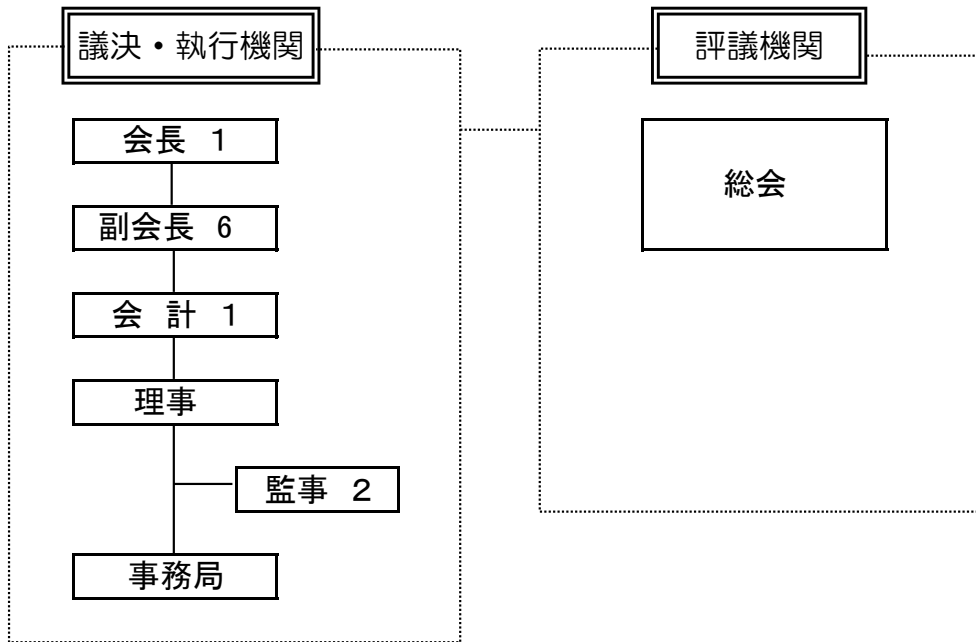 議決・執行機関
会長 1
副会長 6
会 計 1
理事
監事 2
事務局
評議機関
総会